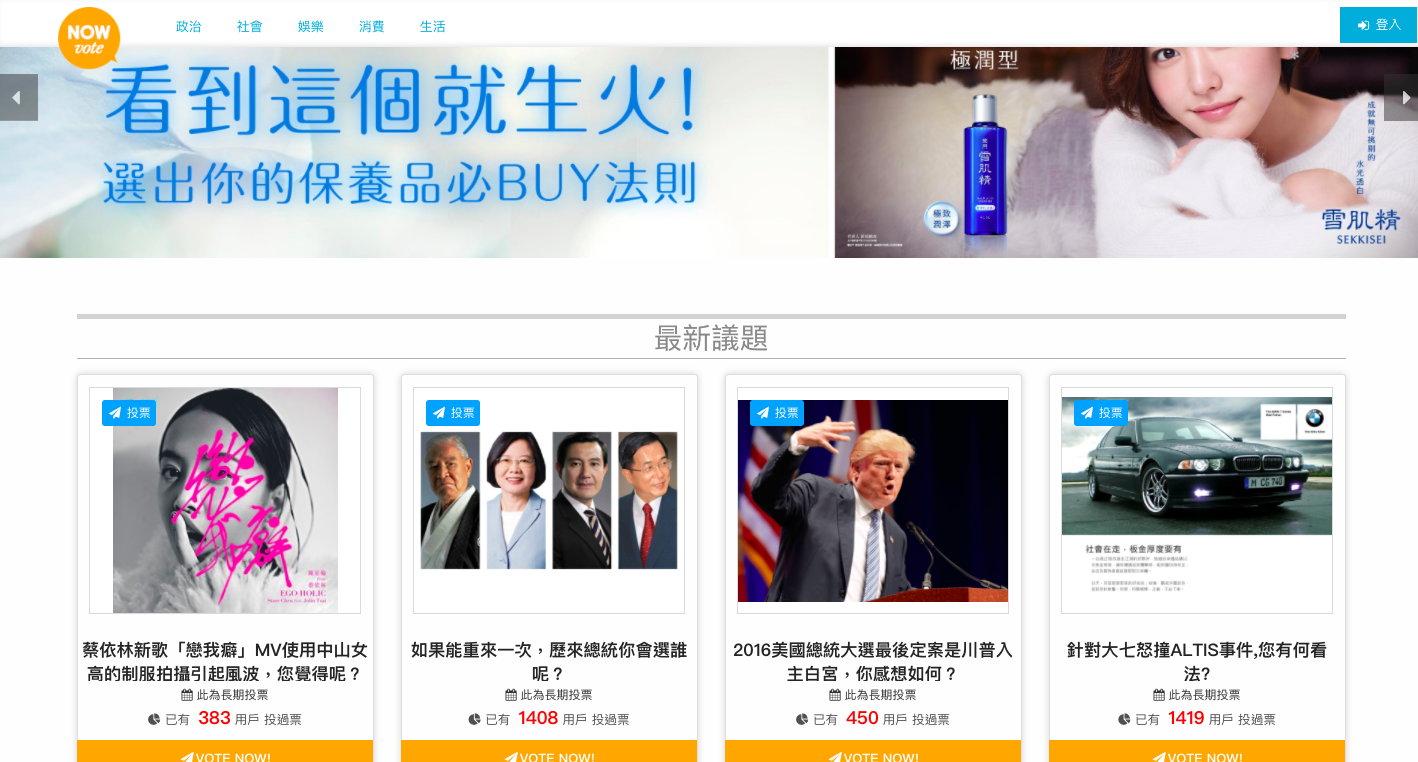 NOW
vote
政治
社會
娛樂
消費
生活
登入
看到這個就生火!
選出你的保養品必BUY法則
極潤型
雪肌精
極致
潤澤
成就無可挑剔的
水光透白
雪肌精
SEKKISEI
最新議題
投票
EGO-HOLIC
蔡依林新歌「戀我癖」MV使用中山女
高的制服拍攝引起風波，您覺得呢？
此為長期投票
已有 383 用戶 投過票
VOTE NOW!
投票
如果能重來一次，歷來總統你會選誰
呢？
此為長期投票
已有 1408 用戶 投過票
VOTE NOW!
投票
2016美國總統大選最後定案是川普入
主白宮，你感想如何？
此為長期投票
已有 450 用戶 投過票
VOTE NOW!
投票
M CG 740
社會在走，板金厚度要有
針對大七怒撞ALTIS事件,您有何看
法?
此為長期投票
已有 1419 用戶 投過票
VOTE NOW!